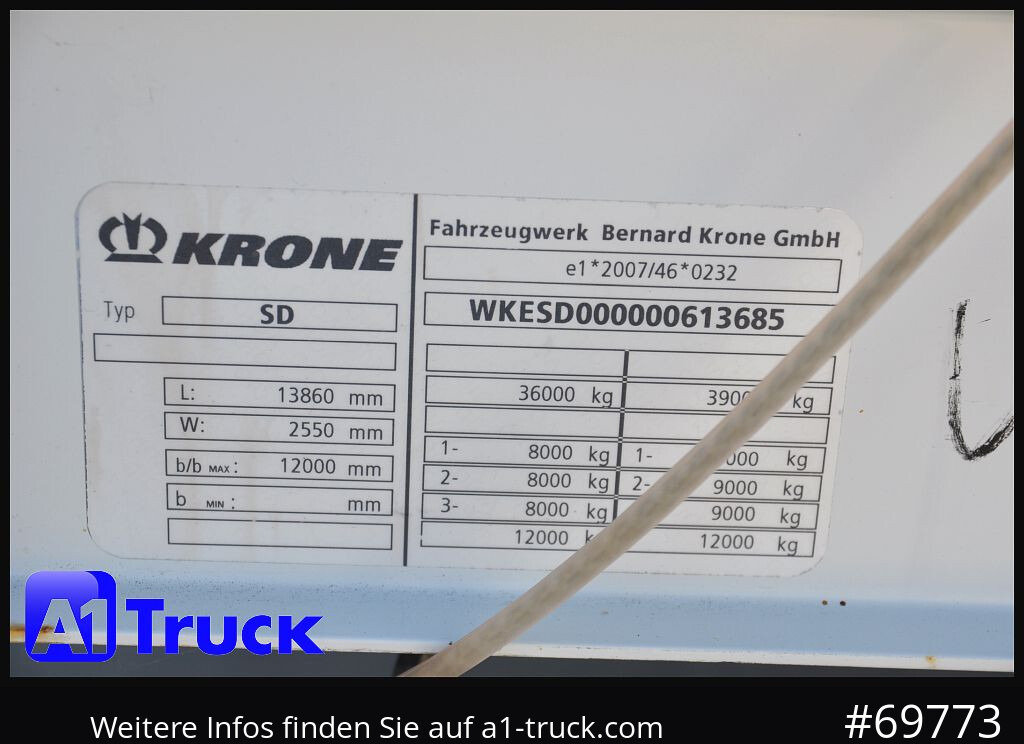 KRONE
Typ SD
L: 13860 mm
W: 2550 mm
b/b MAX: 12000 mm
b MIN: mm
Fahrzeugwerk Bernard Krone GmbH
e1*2007/46*0232
WKESD000000613685
36000 kg kg
1- 8000 kg 1- kg
2- 8000 kg 2- 9000 kg
3- 8000 kg 9000 kg
12000 12000 kg
A1 Truck
Weitere Infos finden Sie auf a1-truck.com
#69773